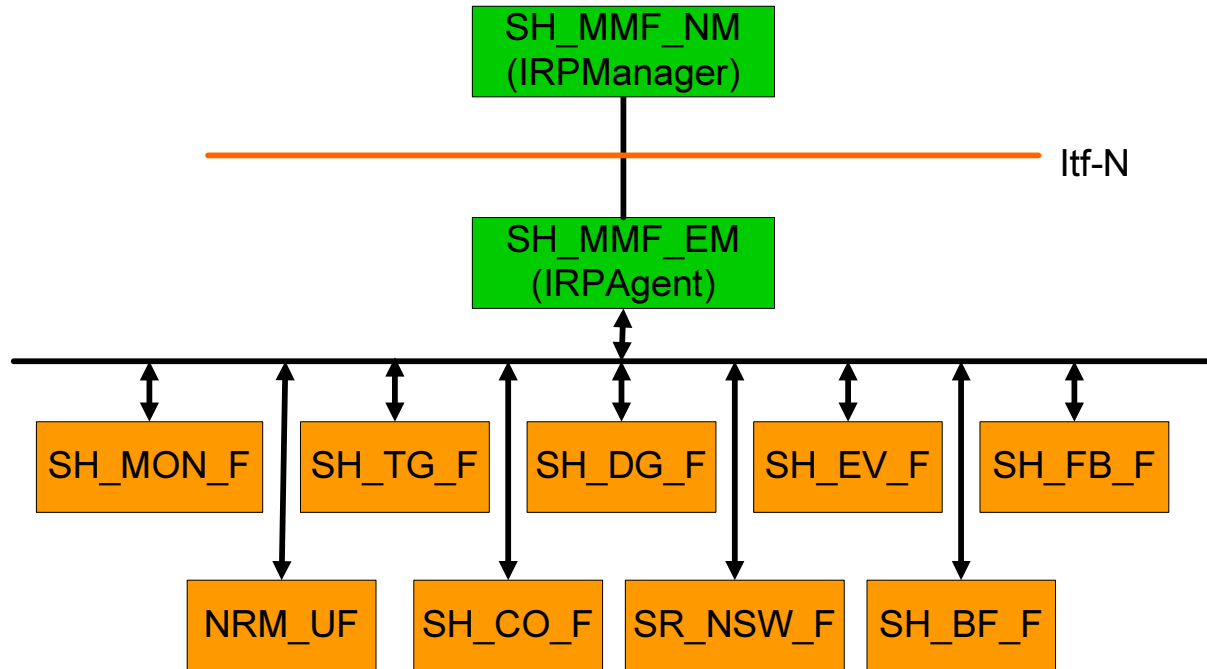 SH_MMF_NM
(IRPManager)
Itf-N
SH_MMF_EM
(IRPAgent)
SH_MON_F
SH_TG_F
SH_DG_F
SH_EV_F
SH_FB_F
NRM_UF
SH_CO_F
SR_NSW_F
SH_BF_F